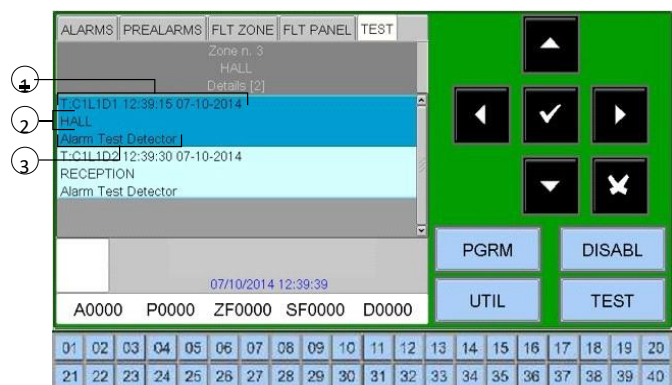 ALARMS PREALARMS FLT ZONE FLT PANEL TEST
Zone n. 3
HALL
Details [2]
1
T:C1L1D1 12:39:15 07-10-2014
2
HALL
Alarm Test Detector
3
T:C1L1D2 12:39:30 07-10-2014
RECEPTION
Alarm Test Detector
PGRM DISABL
07/10/2014 12:39:39
UTIL TEST
A0000 P0000 ZF0000 SF0000 D0000
01 02 03 04 05 06 07 08 09 10 11 12 13 14 15 16 17 18 19 20
21 22 23 24 25 26 27 28 29 30 31 32 33 34 35 36 37 38 39 40